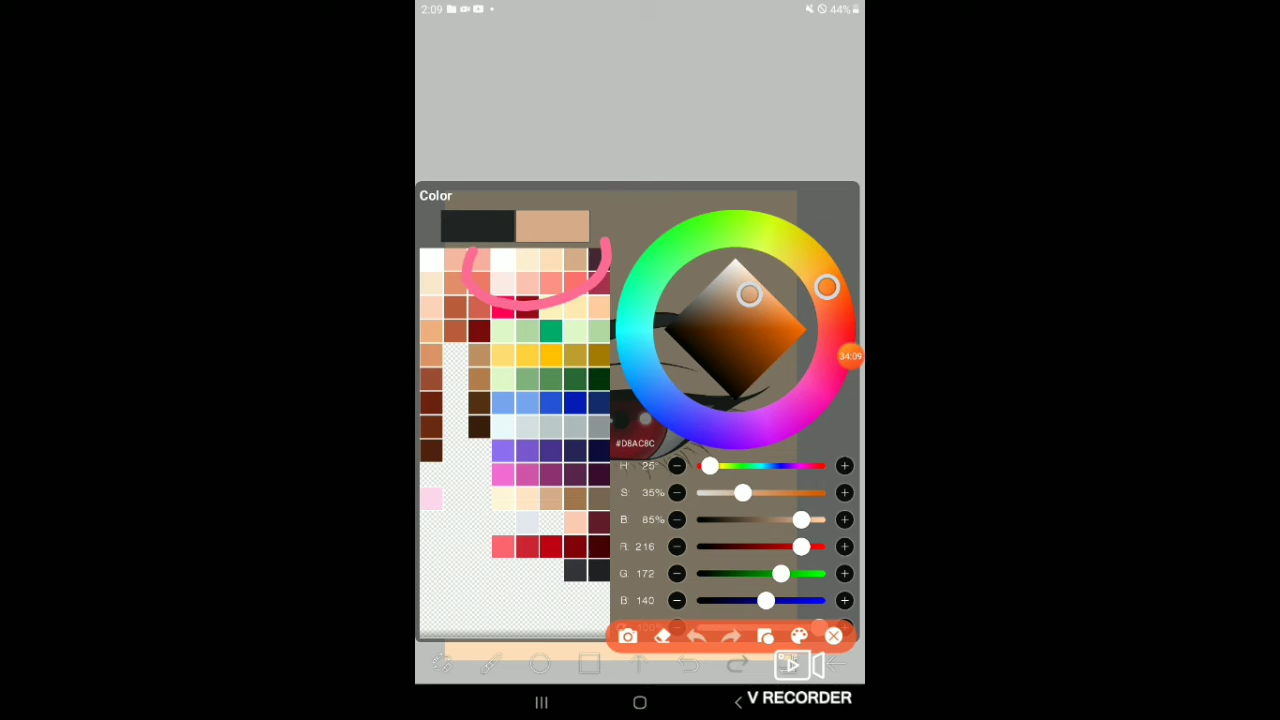 2:09
44%
Color
34:09
#D8AC8C
H: 25°
S: 35%
B: 85%
R: 216
G: 172
B: 140
V RECORDER